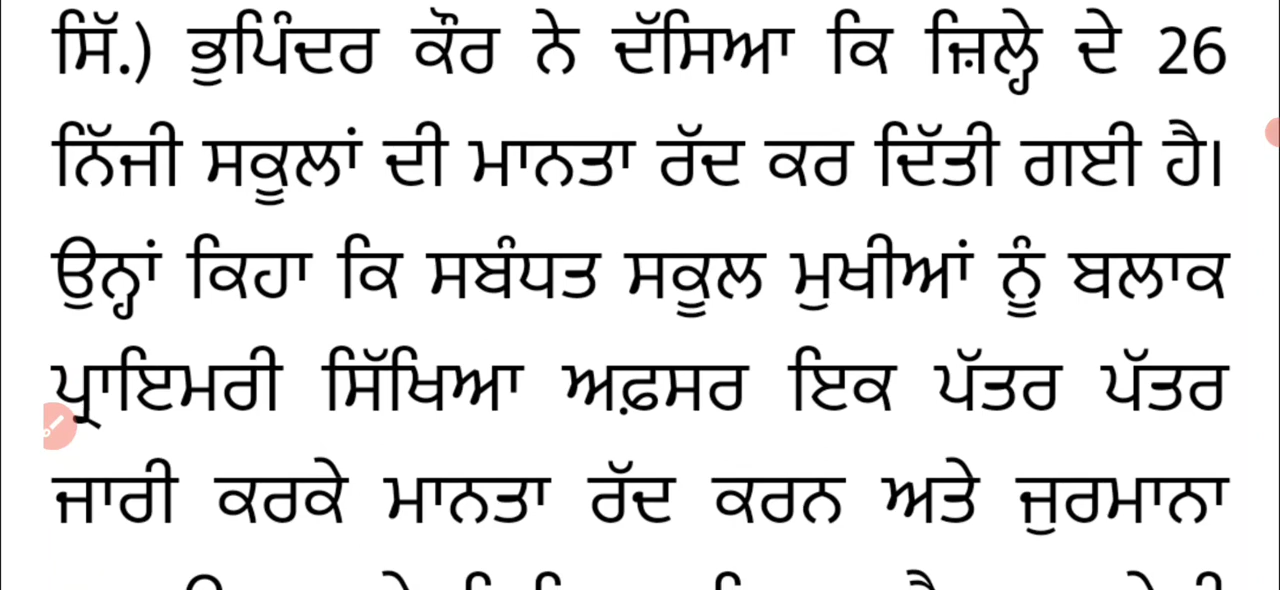 ਸਿੱ.) ਭੁਪਿੰਦਰ ਕੌਰ ਨੇ ਦੱਸਿਆ ਕਿ ਜ਼ਿਲ੍ਹੇ ਦੇ 26
ਨਿੱਜੀ ਸਕੂਲਾਂ ਦੀ ਮਾਨਤਾ ਰੱਦ ਕਰ ਦਿੱਤੀ ਗਈ ਹੈ।
ਉਨ੍ਹਾਂ ਕਿਹਾ ਕਿ ਸਬੰਧਤ ਸਕੂਲ ਮੁਖੀਆਂ ਨੂੰ ਬਲਾਕ
ਪ੍ਰਾਇਮਰੀ ਸਿੱਖਿਆ ਅਫ਼ਸਰ ਇਕ ਪੱਤਰ ਪੱਤਰ
ਜਾਰੀ ਕਰਕੇ ਮਾਨਤਾ ਰੱਦ ਕਰਨ ਅਤੇ ਜੁਰਮਾਨਾ